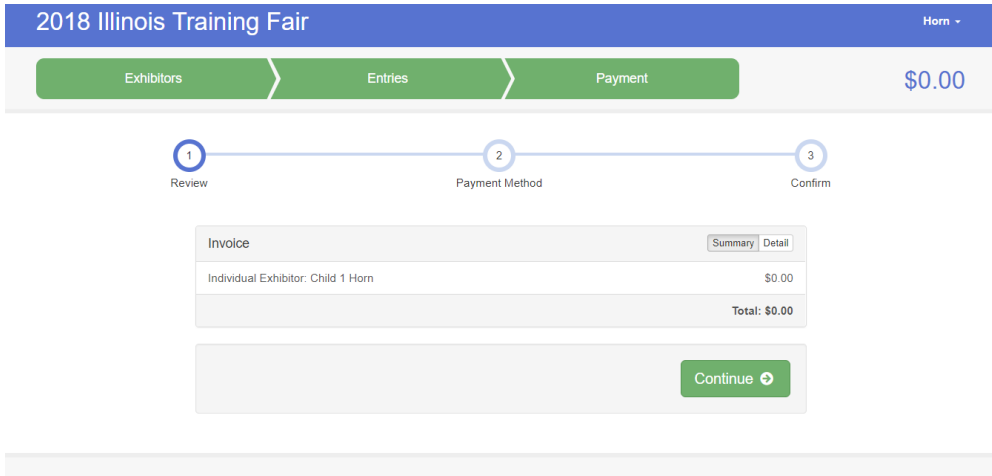 2018 Illinois Training Fair
Horn
Exhibitors
Entries
Payment
$0.00
1
2
3
Review
Payment Method
Confirm
Invoice
Summary Detail
Individual Exhibitor: Child 1 Horn
$0.00
Total: $0.00
Continue